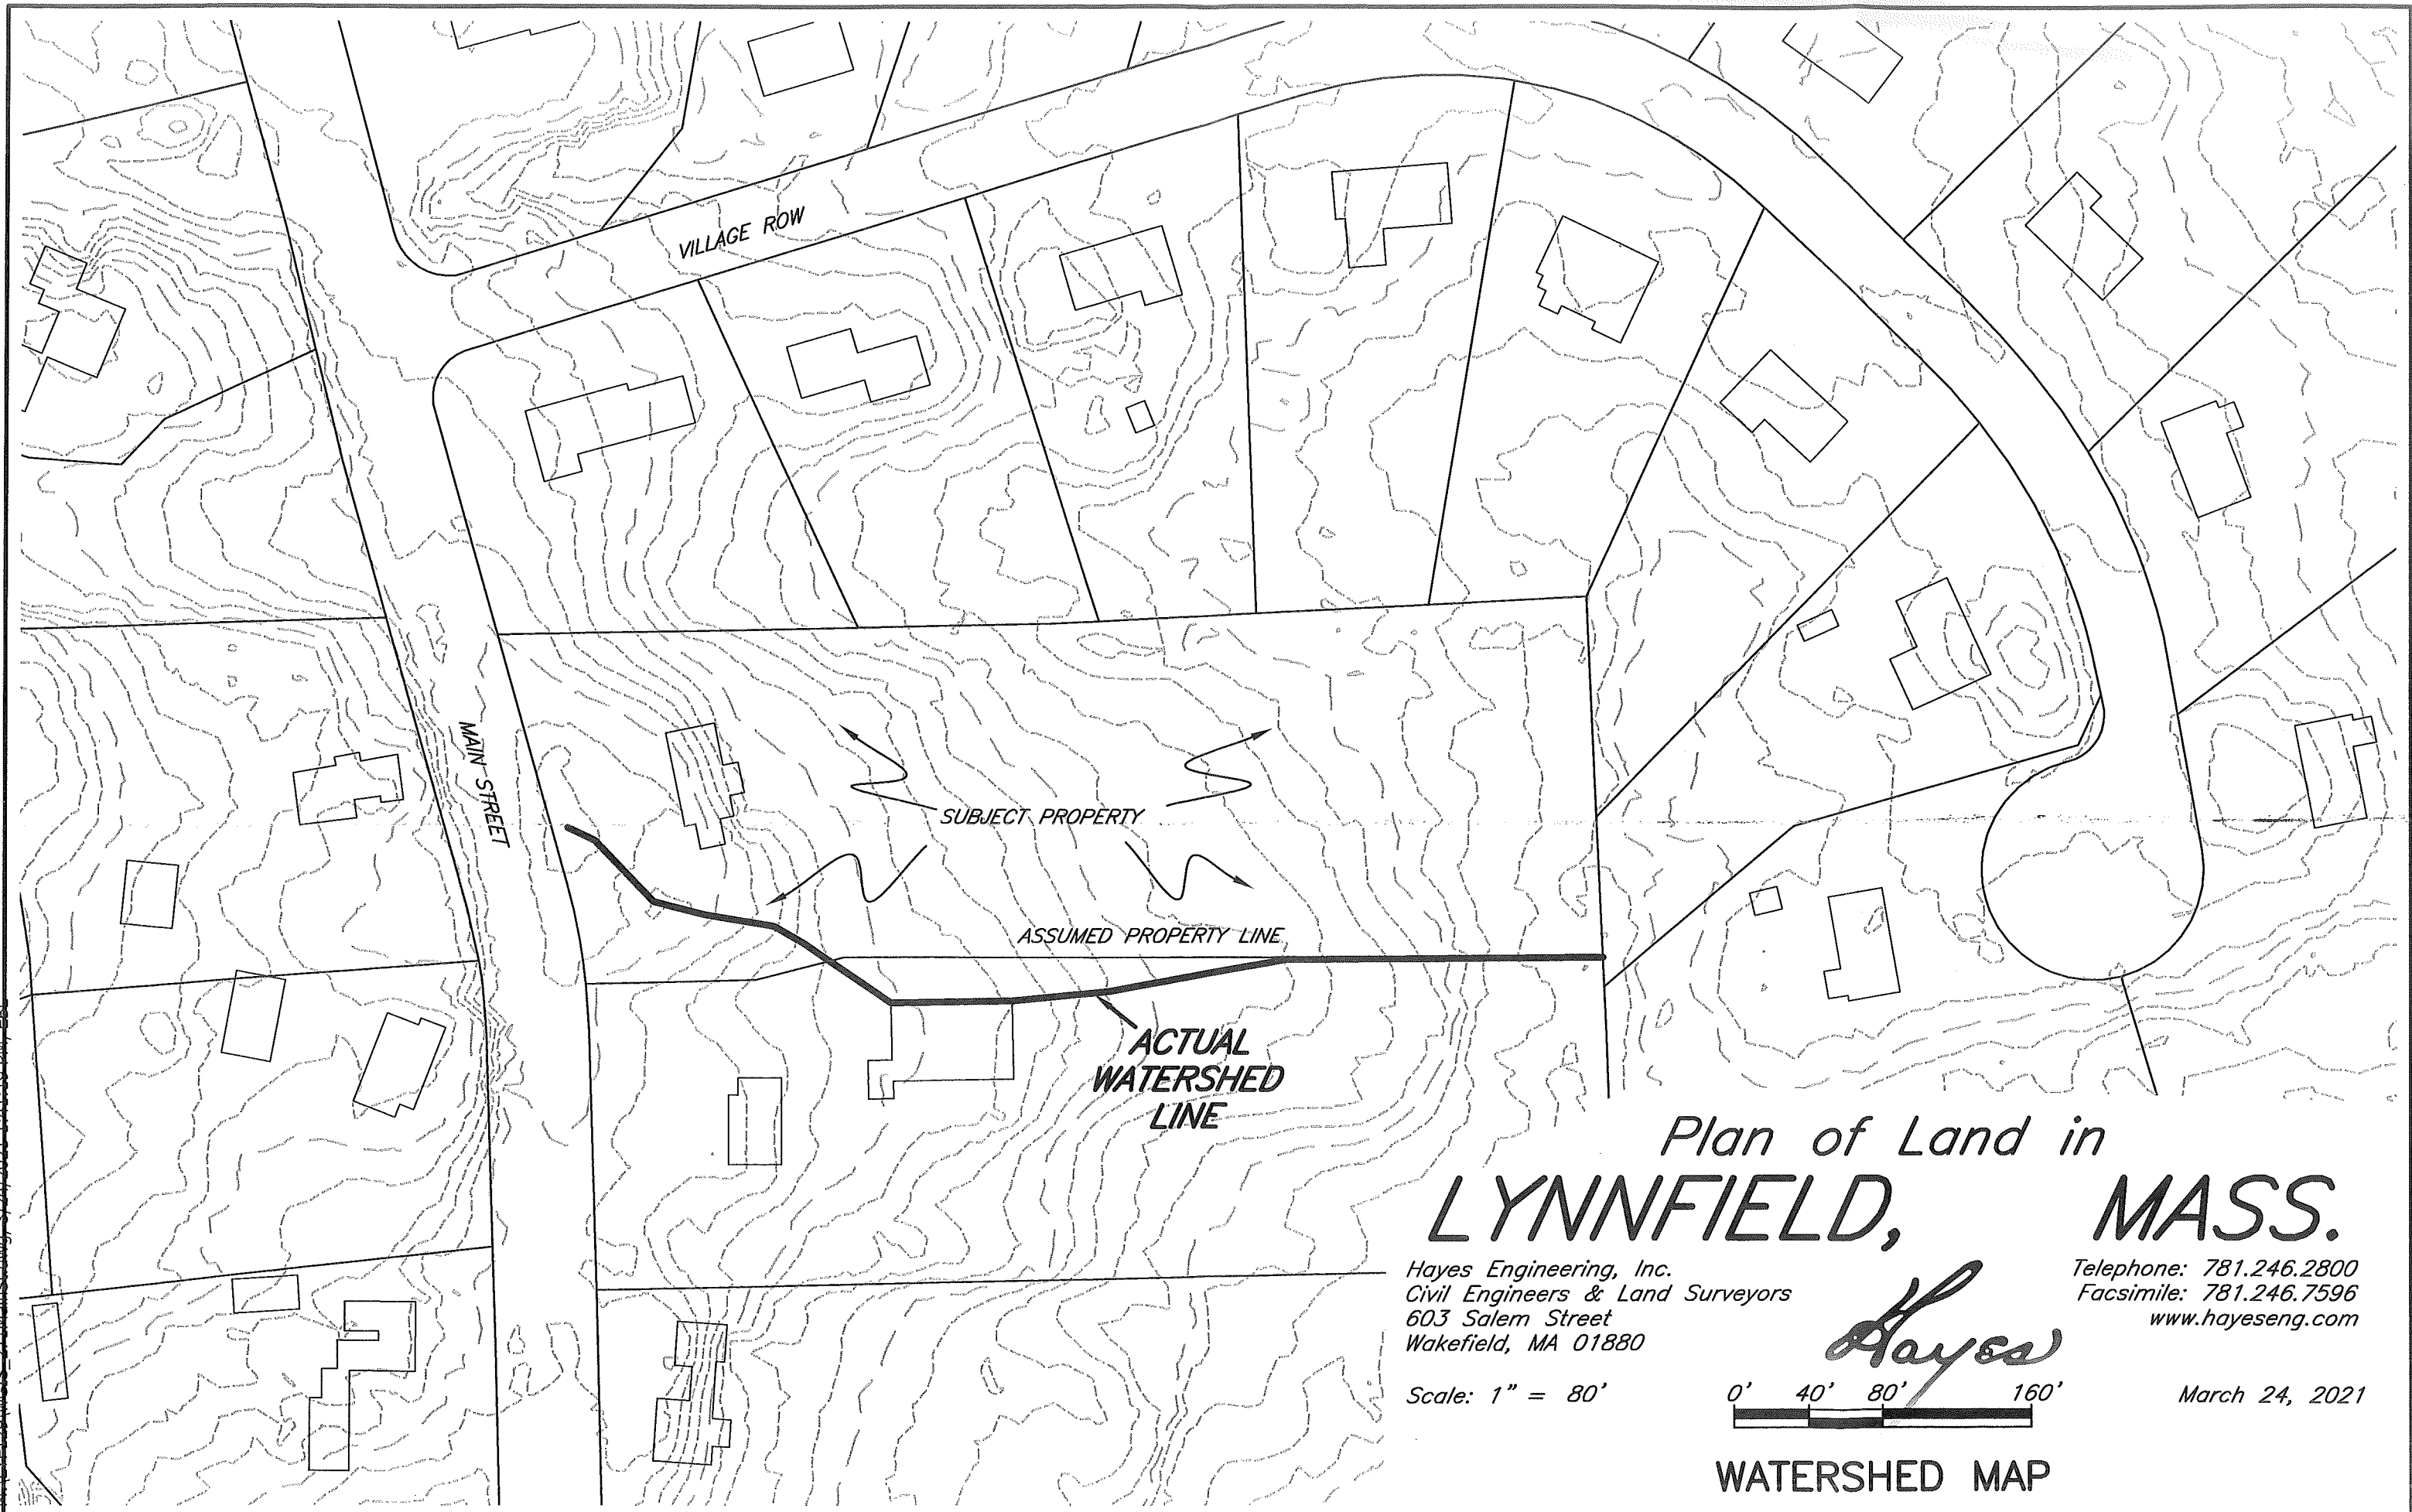 VILLAGE ROW
MAIN STREET
SUBJECT PROPERTY
ASSUMED PROPERTY LINE
ACTUAL
WATERSHED
LINE
Plan of Land in
LYNNFIELD, MASS.
Hayes Engineering, Inc.
Civil Engineers & Land Surveyors
603 Salem Street
Wakefield, MA 01880
Telephone: 781.246.2800
Facsimile: 781.246.7596
www.hayeseng.com
Hayes
Scale: 1" = 80'
0' 40' 80' 160'
March 24, 2021
WATERSHED MAP